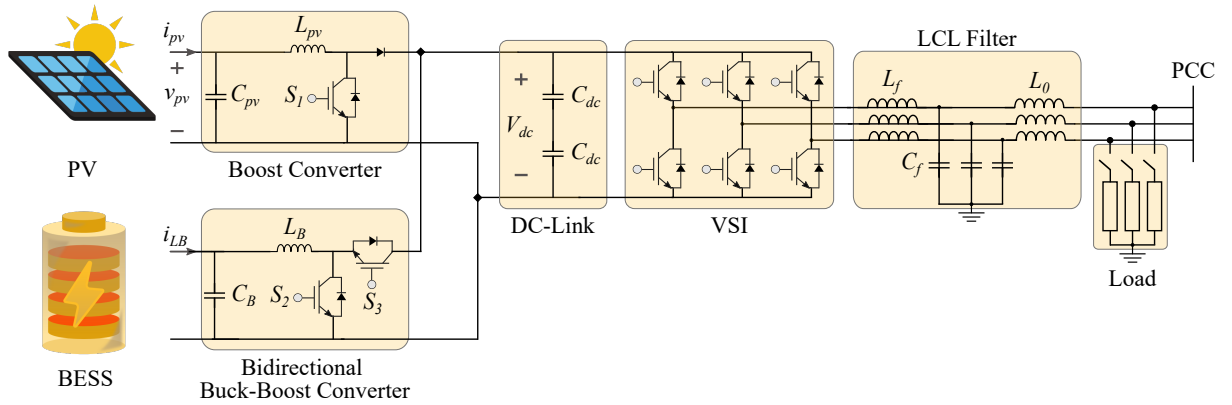 i_pv
+
v_pv
−
PV
L_pv
C_pv
S_1
Boost Converter
i_LB
BESS
L_B
C_B
S_2
S_3
Bidirectional
Buck-Boost Converter
+
V_dc
−
C_dc
C_dc
DC-Link
VSI
LCL Filter
L_f
L_0
C_f
PCC
Load